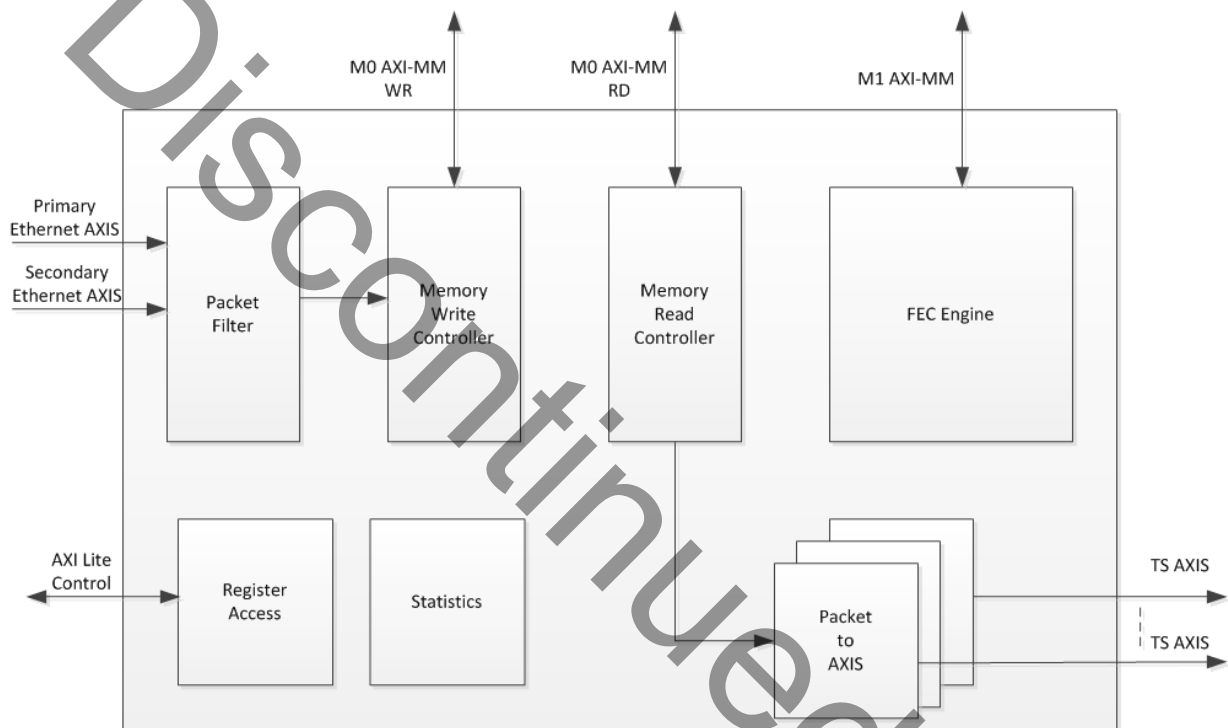 M0 AXI-MM
WR
M0 AXI-MM
RD
M1 AXI-MM
Primary
Ethernet AXIS
Secondary
Ethernet AXIS
Packet
Filter
Memory
Write
Controller
Memory
Read
Controller
FEC Engine
AXI Lite
Control
Register
Access
Statistics
Packet
to
AXIS
TS AXIS
TS AXIS
Discontinued